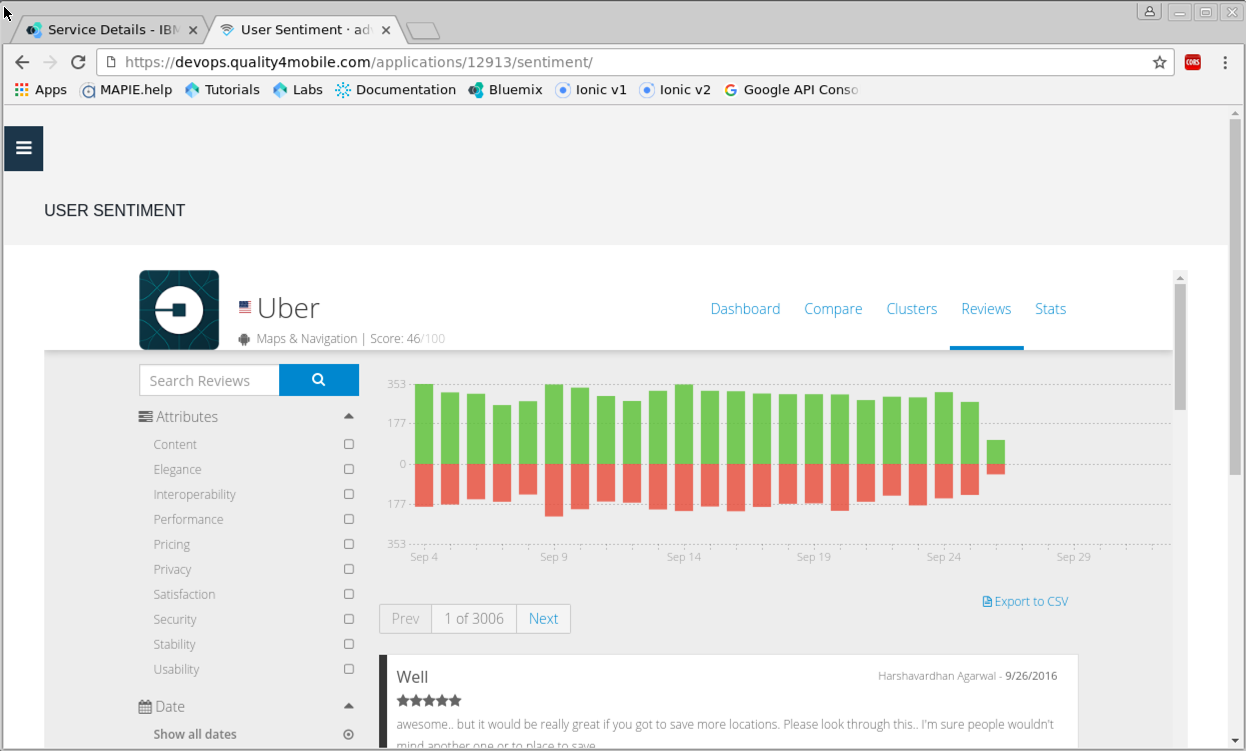 Service Details - IBM
User Sentiment · ad
https://devops.quality4mobile.com/applications/12913/sentiment/
CORS
Apps MAPIE.help Tutorials Labs Documentation Bluemix Ionic v1 Ionic v2 Google API Conso
USER SENTIMENT
Uber
Maps & Navigation | Score: 46/100
Dashboard Compare Clusters Reviews Stats
Search Reviews
Attributes
Content
Elegance
Interoperability
Performance
Pricing
Privacy
Satisfaction
Security
Stability
Usability
Date
Show all dates
353
177
0
177
353
Sep 4 Sep 9 Sep 14 Sep 19 Sep 24 Sep 29
Export to CSV
Prev 1 of 3006 Next
Well
Harshavardhan Agarwal - 9/26/2016
awesome.. but it would be really great if you got to save more locations. Please look through this.. I'm sure people wouldn't
mind another one or to place to save